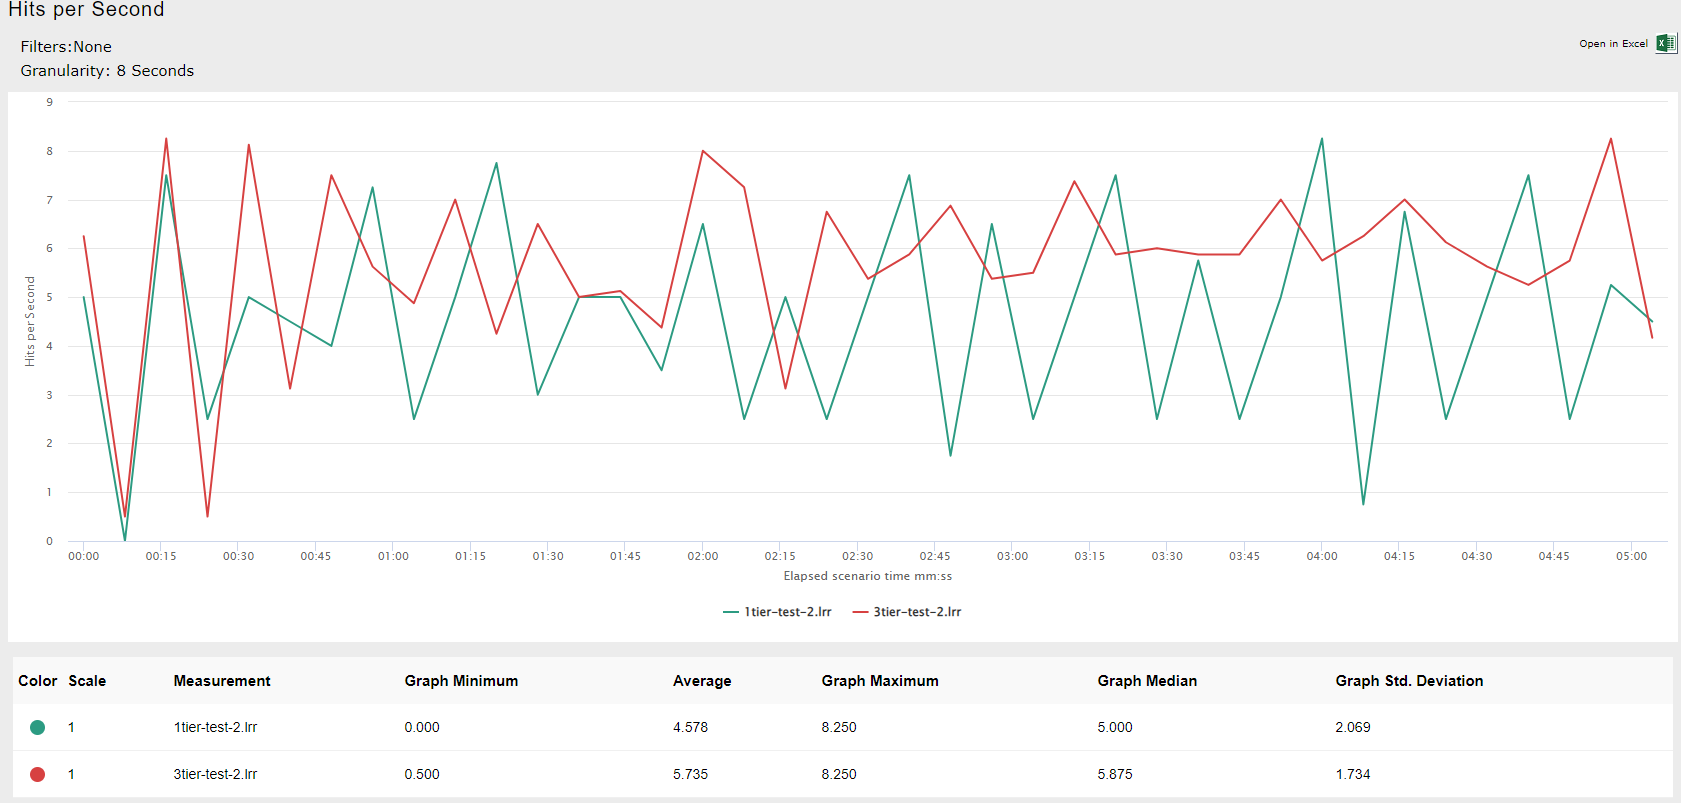 Hits per Second
Filters:None
Granularity: 8 Seconds
Open in Excel
Hits per Second
9
8
7
6
5
4
3
2
1
0
00:00 00:15 00:30 00:45 01:00 01:15 01:30 01:45 02:00 02:15 02:30 02:45 03:00 03:15 03:30 03:45 04:00 04:15 04:30 04:45 05:00
Elapsed scenario time mm:ss
1tier-test-2.lrr 3tier-test-2.lrr
Color Scale Measurement Graph Minimum Average Graph Maximum Graph Median Graph Std. Deviation
1 1tier-test-2.lrr 0.000 4.578 8.250 5.000 2.069
1 3tier-test-2.lrr 0.500 5.735 8.250 5.875 1.734